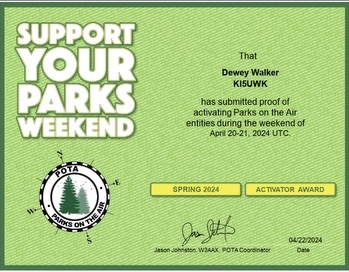 SUPPORT
YOUR
PARKS
WEEKEND
That
Dewey Walker
KI5UWK
has submitted proof of
activating Parks on the Air
entities during the weekend of
April 20-21, 2024 UTC.
N
E
S
W
POTA
PARKS ON THE AIR
SPRING 2024
ACTIVATOR AWARD
04/22/2024
Jason Johnston, W3AAX, POTA Coordinator
Date